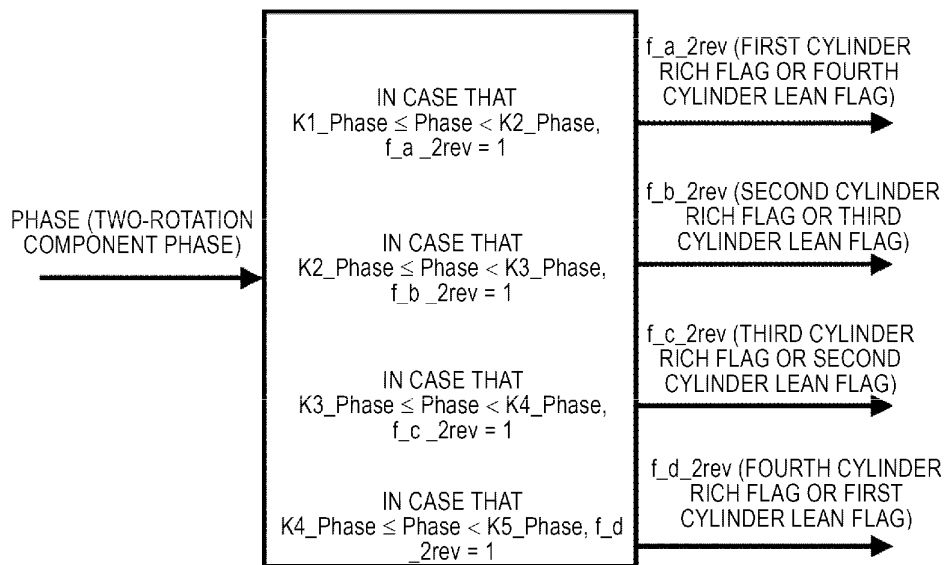 PHASE (TWO-ROTATION
COMPONENT PHASE)
IN CASE THAT
K1_Phase ≤ Phase < K2_Phase,
f_a _2rev = 1
IN CASE THAT
K2_Phase ≤ Phase < K3_Phase,
f_b _2rev = 1
IN CASE THAT
K3_Phase ≤ Phase < K4_Phase,
f_c _2rev = 1
IN CASE THAT
K4_Phase ≤ Phase < K5_Phase, f_d
_2rev = 1
f_a_2rev (FIRST CYLINDER
RICH FLAG OR FOURTH
CYLINDER LEAN FLAG)
f_b_2rev (SECOND CYLINDER
RICH FLAG OR THIRD
CYLINDER LEAN FLAG)
f_c_2rev (THIRD CYLINDER
RICH FLAG OR SECOND
CYLINDER LEAN FLAG)
f_d_2rev (FOURTH CYLINDER
RICH FLAG OR FIRST
CYLINDER LEAN FLAG)